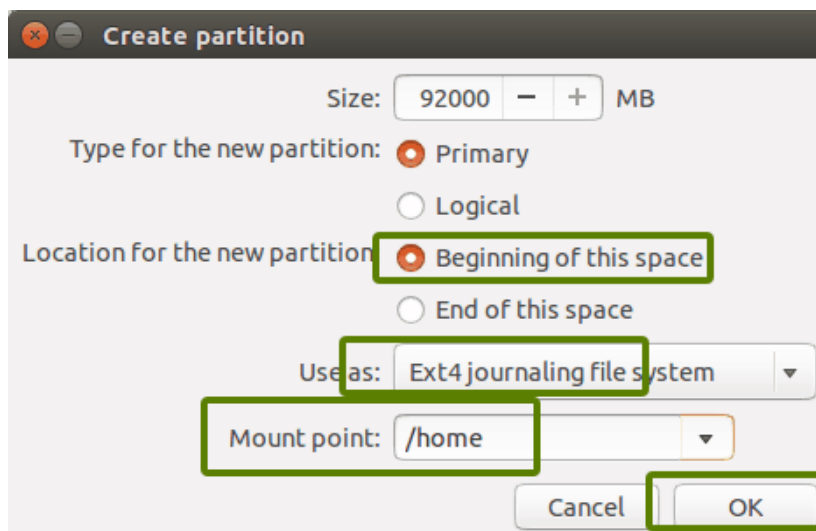 Create partition
Size: 92000 − + MB
Type for the new partition: Primary
Logical
Location for the new partition Beginning of this space
End of this space
Use as: Ext4 journaling file system
Mount point: /home
Cancel OK